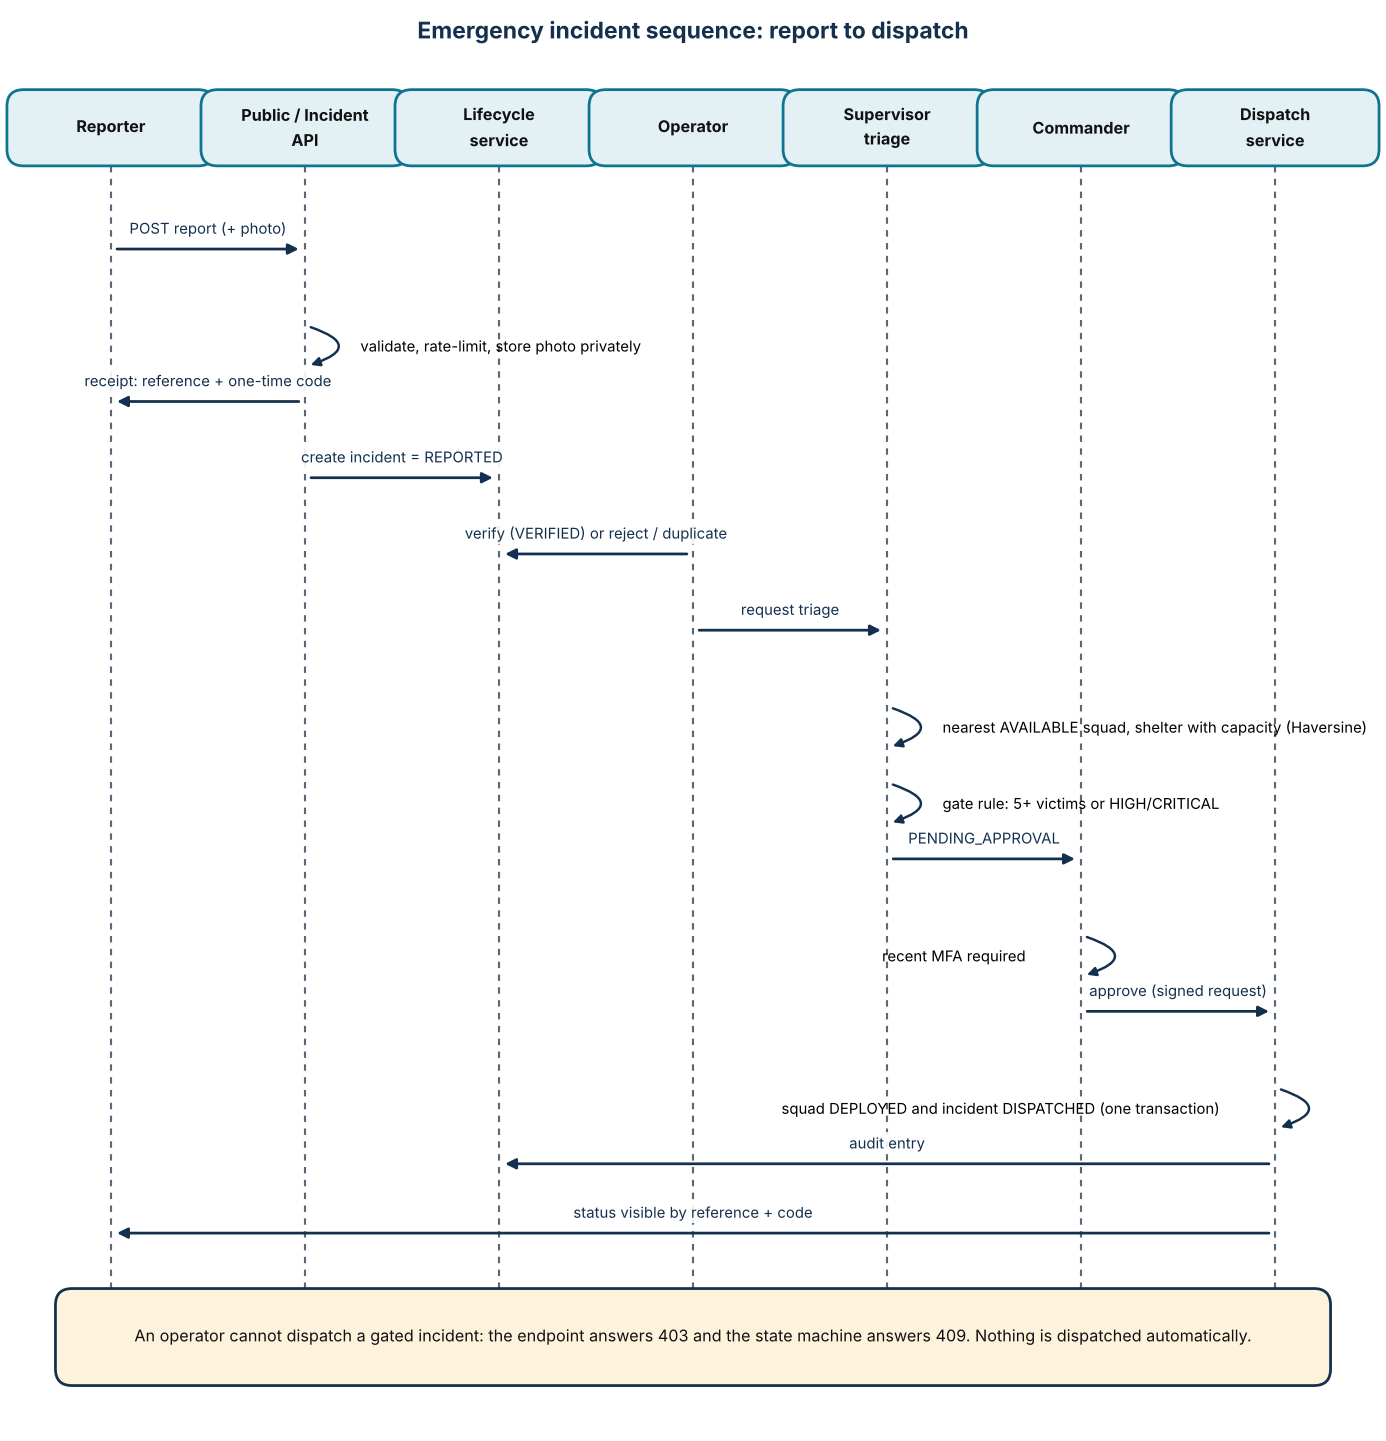 Emergency incident sequence: report to dispatch
Reporter
Public / Incident
API
Lifecycle
service
Operator
Supervisor
triage
Commander
Dispatch
service
POST report (+ photo)
validate, rate-limit, store photo privately
receipt: reference + one-time code
create incident = REPORTED
verify (VERIFIED) or reject / duplicate
request triage
nearest AVAILABLE squad, shelter with capacity (Haversine)
gate rule: 5+ victims or HIGH/CRITICAL
PENDING_APPROVAL
recent MFA required
approve (signed request)
squad DEPLOYED and incident DISPATCHED (one transaction)
audit entry
status visible by reference + code
An operator cannot dispatch a gated incident: the endpoint answers 403 and the state machine answers 409. Nothing is dispatched automatically.